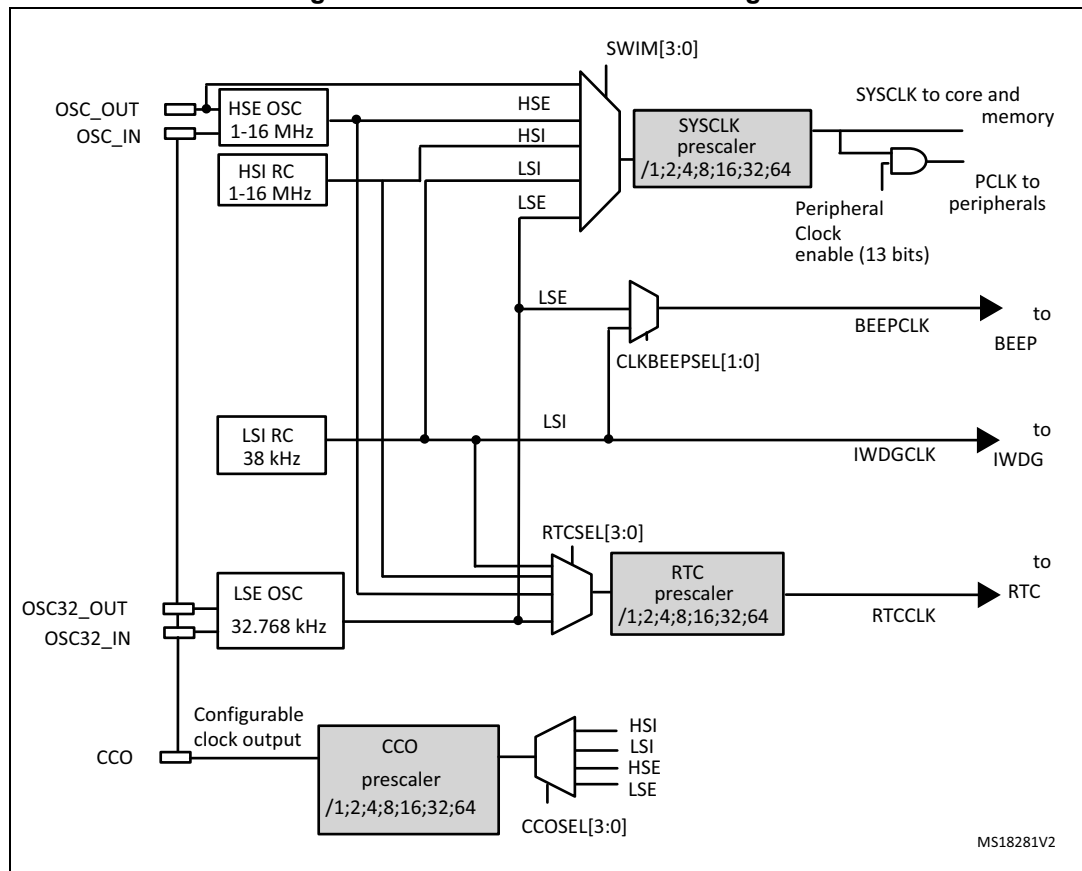 SWIM[3:0]
OSC_OUT
OSC_IN
HSE OSC
1-16 MHz
HSI RC
1-16 MHz
HSE
HSI
LSI
LSE
SYSCLK
prescaler
/1;2;4;8;16;32;64
SYSCLK to core and
memory
PCLK to
peripherals
Peripheral
Clock
enable (13 bits)
LSE
CLKBEEPSEL[1:0]
BEEPCLK
to
BEEP
LSI RC
38 kHz
LSI
IWDGCLK
to
IWDG
RTCSEL[3:0]
OSC32_OUT
OSC32_IN
LSE OSC
32.768 kHz
RTC
prescaler
/1;2;4;8;16;32;64
RTCCLK
to
RTC
Configurable
clock output
CCO
CCO
prescaler
/1;2;4;8;16;32;64
HSI
LSI
HSE
LSE
CCOSEL[3:0]
MS18281V2